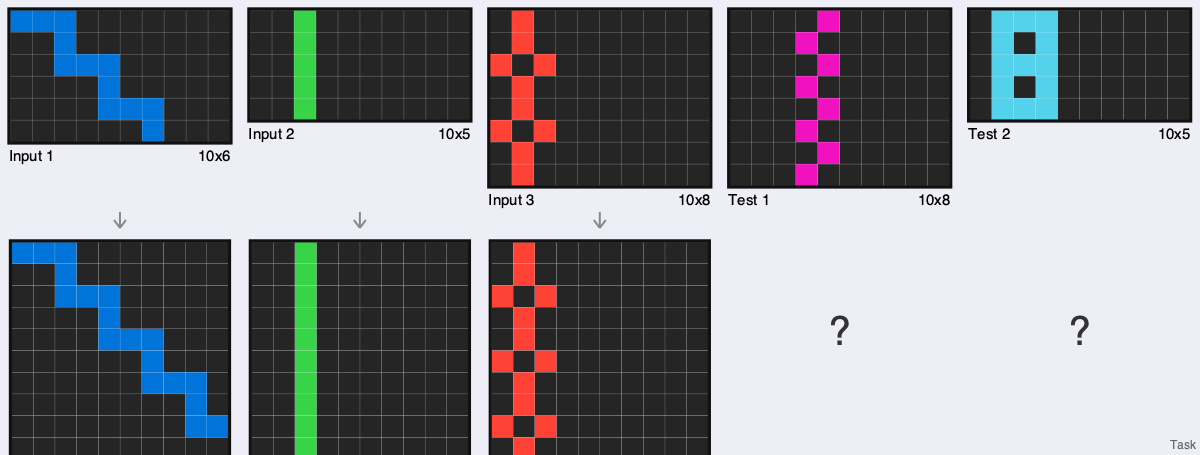 Input 1 10x6
Input 2 10x5
Input 3 10x8
Test 1 10x8
Test 2 10x5
?
?
Task